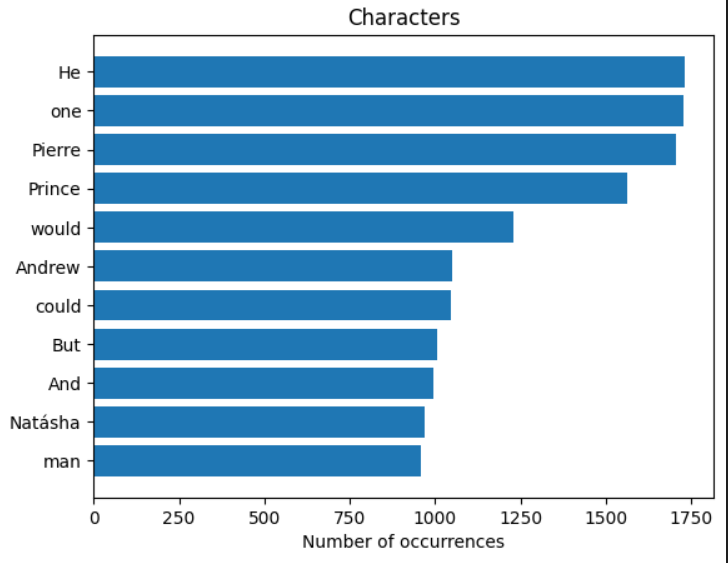 Characters
He
one
Pierre
Prince
would
Andrew
could
But
And
Natásha
man
0 250 500 750 1000 1250 1500 1750
Number of occurrences